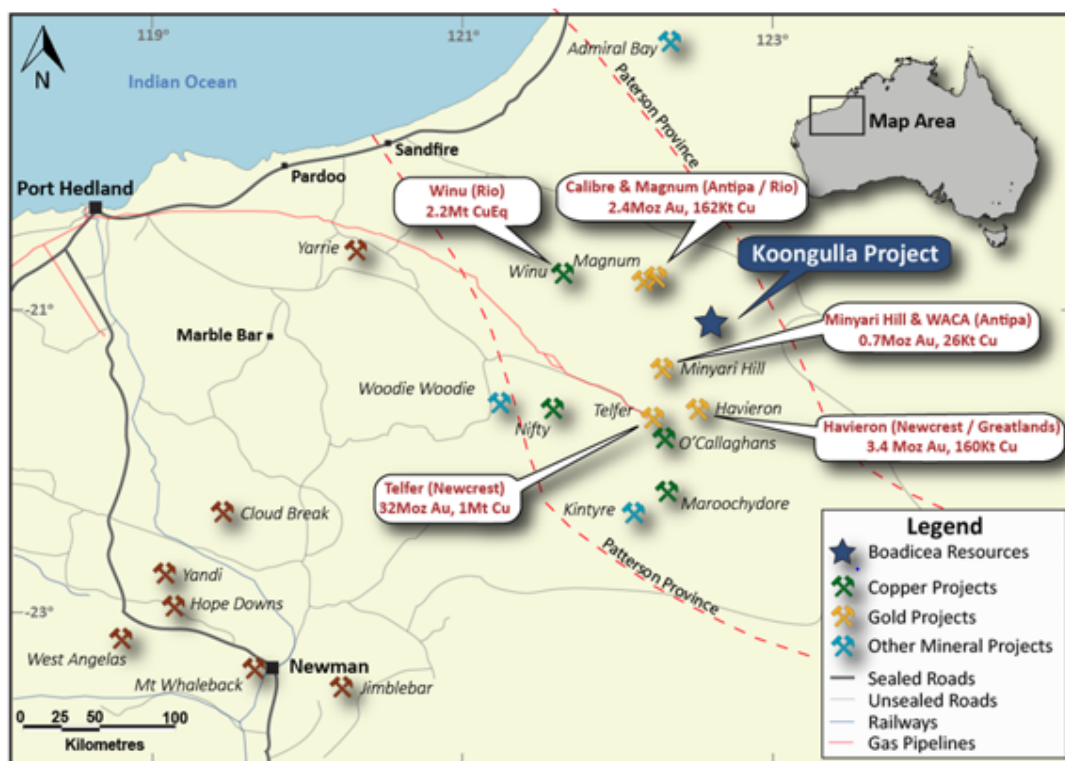 119°
121°
123°
N
Indian Ocean
Admiral Bay
Paterson Province
Map Area
Sandfire
Pardoo
Port Hedland
Winu (Rio)
2.2Mt CuEq
Calibre & Magnum (Antipa / Rio)
2.4Moz Au, 162Kt Cu
Yarrie
Winu
Magnum
Koongulla Project
-21°
Marble Bar
Minyari Hill & WACA (Antipa)
0.7Moz Au, 26Kt Cu
Minyari Hill
Woodie Woodie
Nifty
Telfer
Havieron
O'Callaghans
Havieron (Newcrest / Greatlands)
3.4 Moz Au, 160Kt Cu
Telfer (Newcrest)
32Moz Au, 1Mt Cu
Maroochydore
Kintyre
Cloud Break
Patterson Province
Yandi
Hope Downs
-23°
West Angelas
Mt Whaleback
Newman
Jimblebar
0 25 50 100
Kilometres
Legend
Boadicea Resources
Copper Projects
Gold Projects
Other Mineral Projects
Sealed Roads
Unsealed Roads
Railways
Gas Pipelines